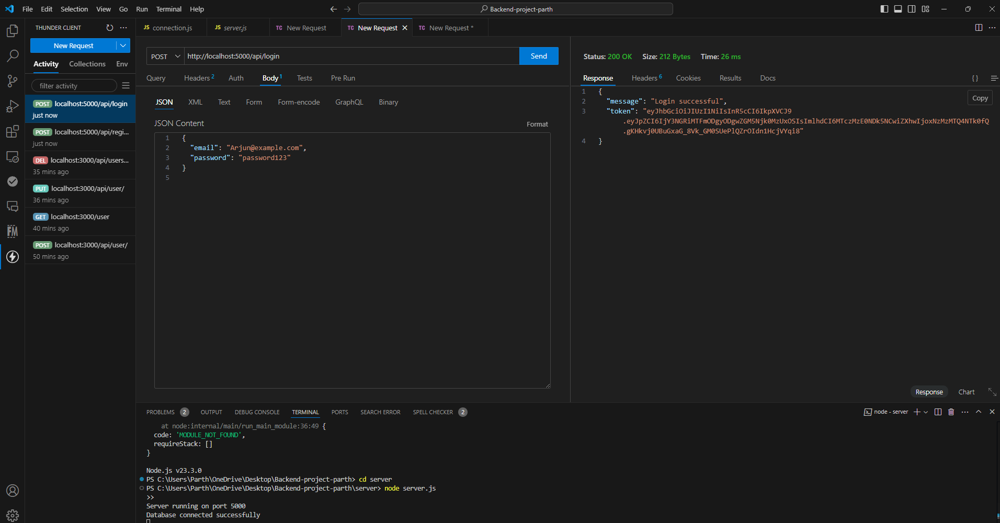 File Edit Selection View Go Run Terminal Help
Backend-project-parth
THUNDER CLIENT
New Request
Activity Collections Env
filter activity
POST localhost:5000/api/login
just now
POST localhost:5000/api/regi...
just now
DEL localhost:3000/api/users...
35 mins ago
PUT localhost:3000/api/user/
36 mins ago
GET localhost:3000/user
40 mins ago
POST localhost:3000/api/user/
50 mins ago
JS connection.js
JS server.js
TC New Request
TC New Request
TC New Request *
POST http://localhost:5000/api/login Send
Query Headers 2 Auth Body 1 Tests Pre Run
JSON XML Text Form Form-encode GraphQL Binary
JSON Content
Format
1 {
2 "email": "Arjun@example.com",
3 "password": "password123"
4 }
5
Status: 200 OK Size: 212 Bytes Time: 26 ms
Response Headers 6 Cookies Results Docs { }
Copy
1 {
2 "message": "Login successful",
3 "token": "eyJhbGciOiJIUzI1NiIsInR5cCI6IkpXVCJ9
.eyJpZCI6IjY3NGRiMTFmODgyODgwZGM5Njk0MzUxOSIsImlhdCI6MTczMzE0NDk5NCwiZXhwIjoxNzMzMTQ4NTk0fQ
.gKHkvj0UBuGxaG_8Vk_GM0SUePlQZrOIdn1HcjVYqi8"
4 }
Response Chart
PROBLEMS 2 OUTPUT DEBUG CONSOLE TERMINAL PORTS SEARCH ERROR SPELL CHECKER 2
node - server
at node:internal/main/run_main_module:36:49 {
code: 'MODULE_NOT_FOUND',
requireStack: []
}
Node.js v23.3.0
PS C:\Users\Parth\OneDrive\Desktop\Backend-project-parth> cd server
PS C:\Users\Parth\OneDrive\Desktop\Backend-project-parth\server> node server.js
>>
Server running on port 5000
Database connected successfully